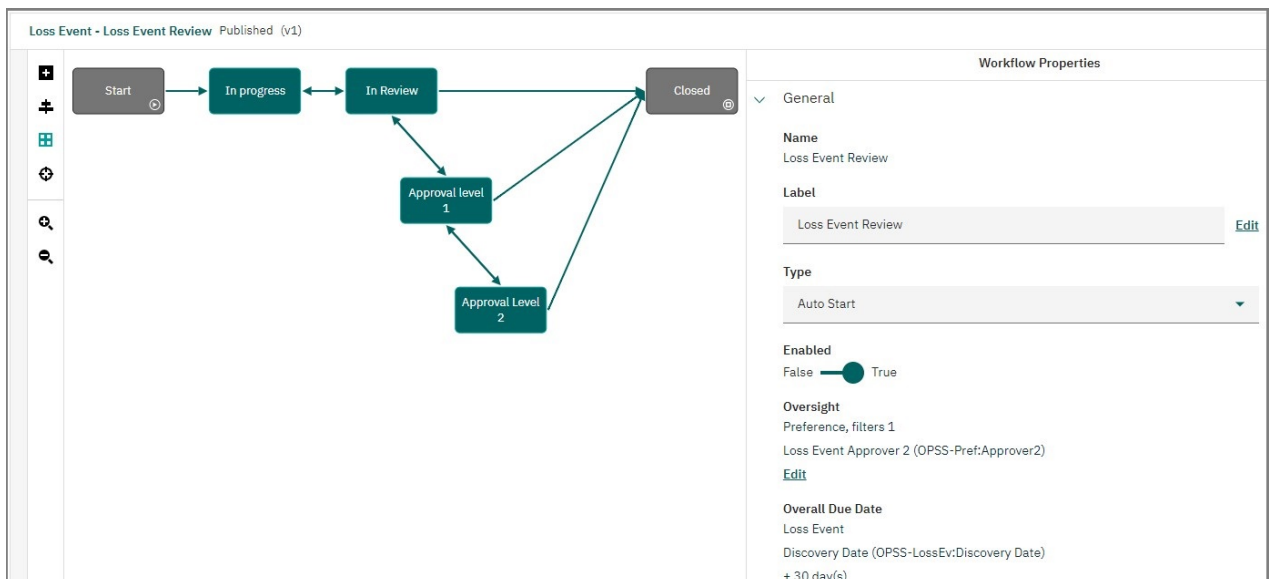 Loss Event - Loss Event Review Published (v1)
Start
In progress
In Review
Closed
Approval level
1
Approval Level
2
Workflow Properties
General
Name
Loss Event Review
Label
Loss Event Review
Edit
Type
Auto Start
Enabled
False True
Oversight
Preference, filters 1
Loss Event Approver 2 (OPSS-Pref:Approver2)
Edit
Overall Due Date
Loss Event
Discovery Date (OPSS-LossEv:Discovery Date)
+ 30 day(s)